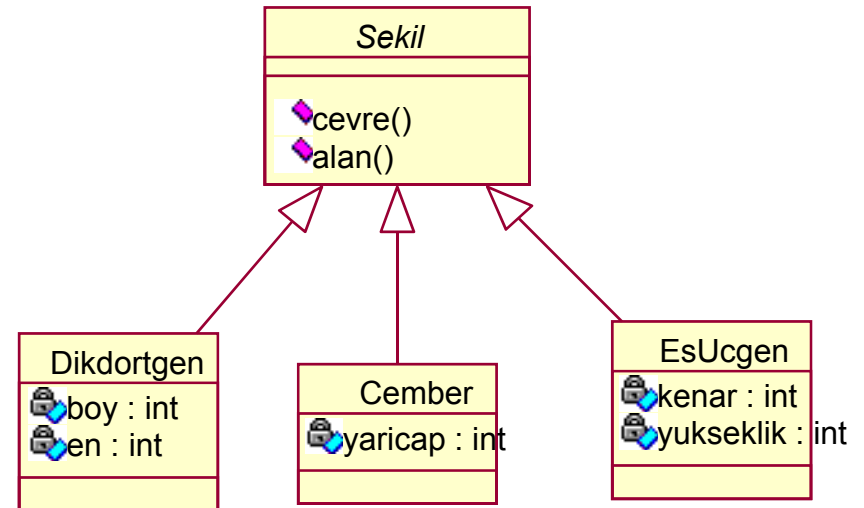 Sekil
cevre()
alan()
Dikdortgen
boy : int
en : int
Cember
yaricap : int
EsUcgen
kenar : int
yukseklik : int